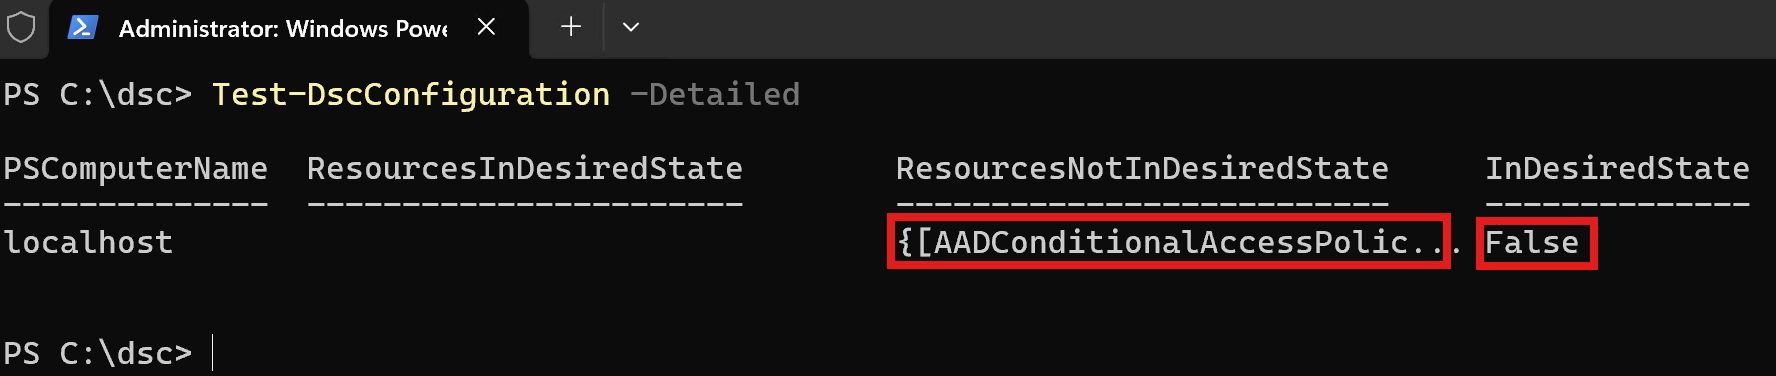 Administrator: Windows Powe
PS C:\dsc> Test-DscConfiguration -Detailed
PSComputerName  ResourcesInDesiredState        ResourcesNotInDesiredState     InDesiredState
--------------  -----------------------        --------------------------     --------------
localhost                                      {[AADConditionalAccessPolic... False
PS C:\dsc>